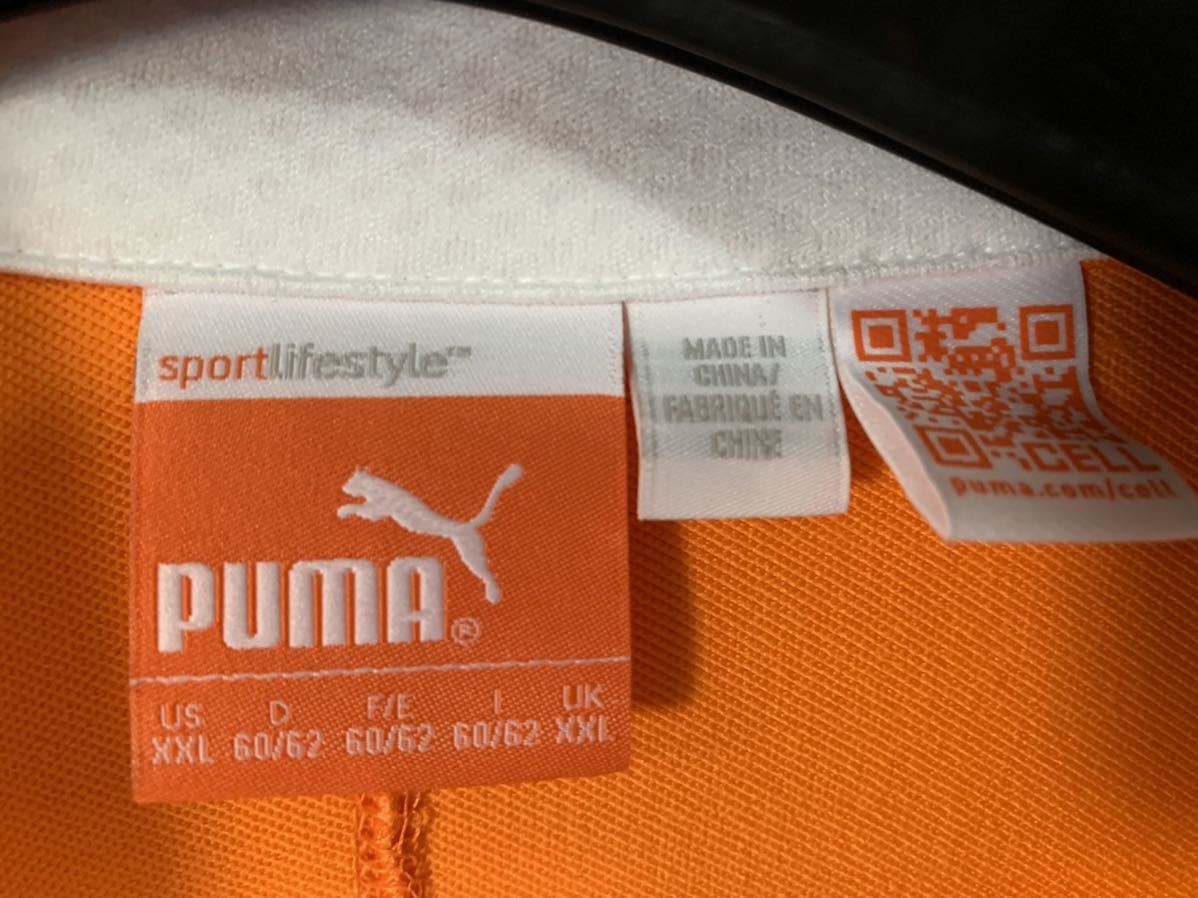 sportlifestyle™
PUMA®
US D F/E I UK
XXL 60/62 60/62 60/62 XXL
MADE IN
CHINA/
FABRIQUÉ EN
CHINE
CELL
puma.com/cell